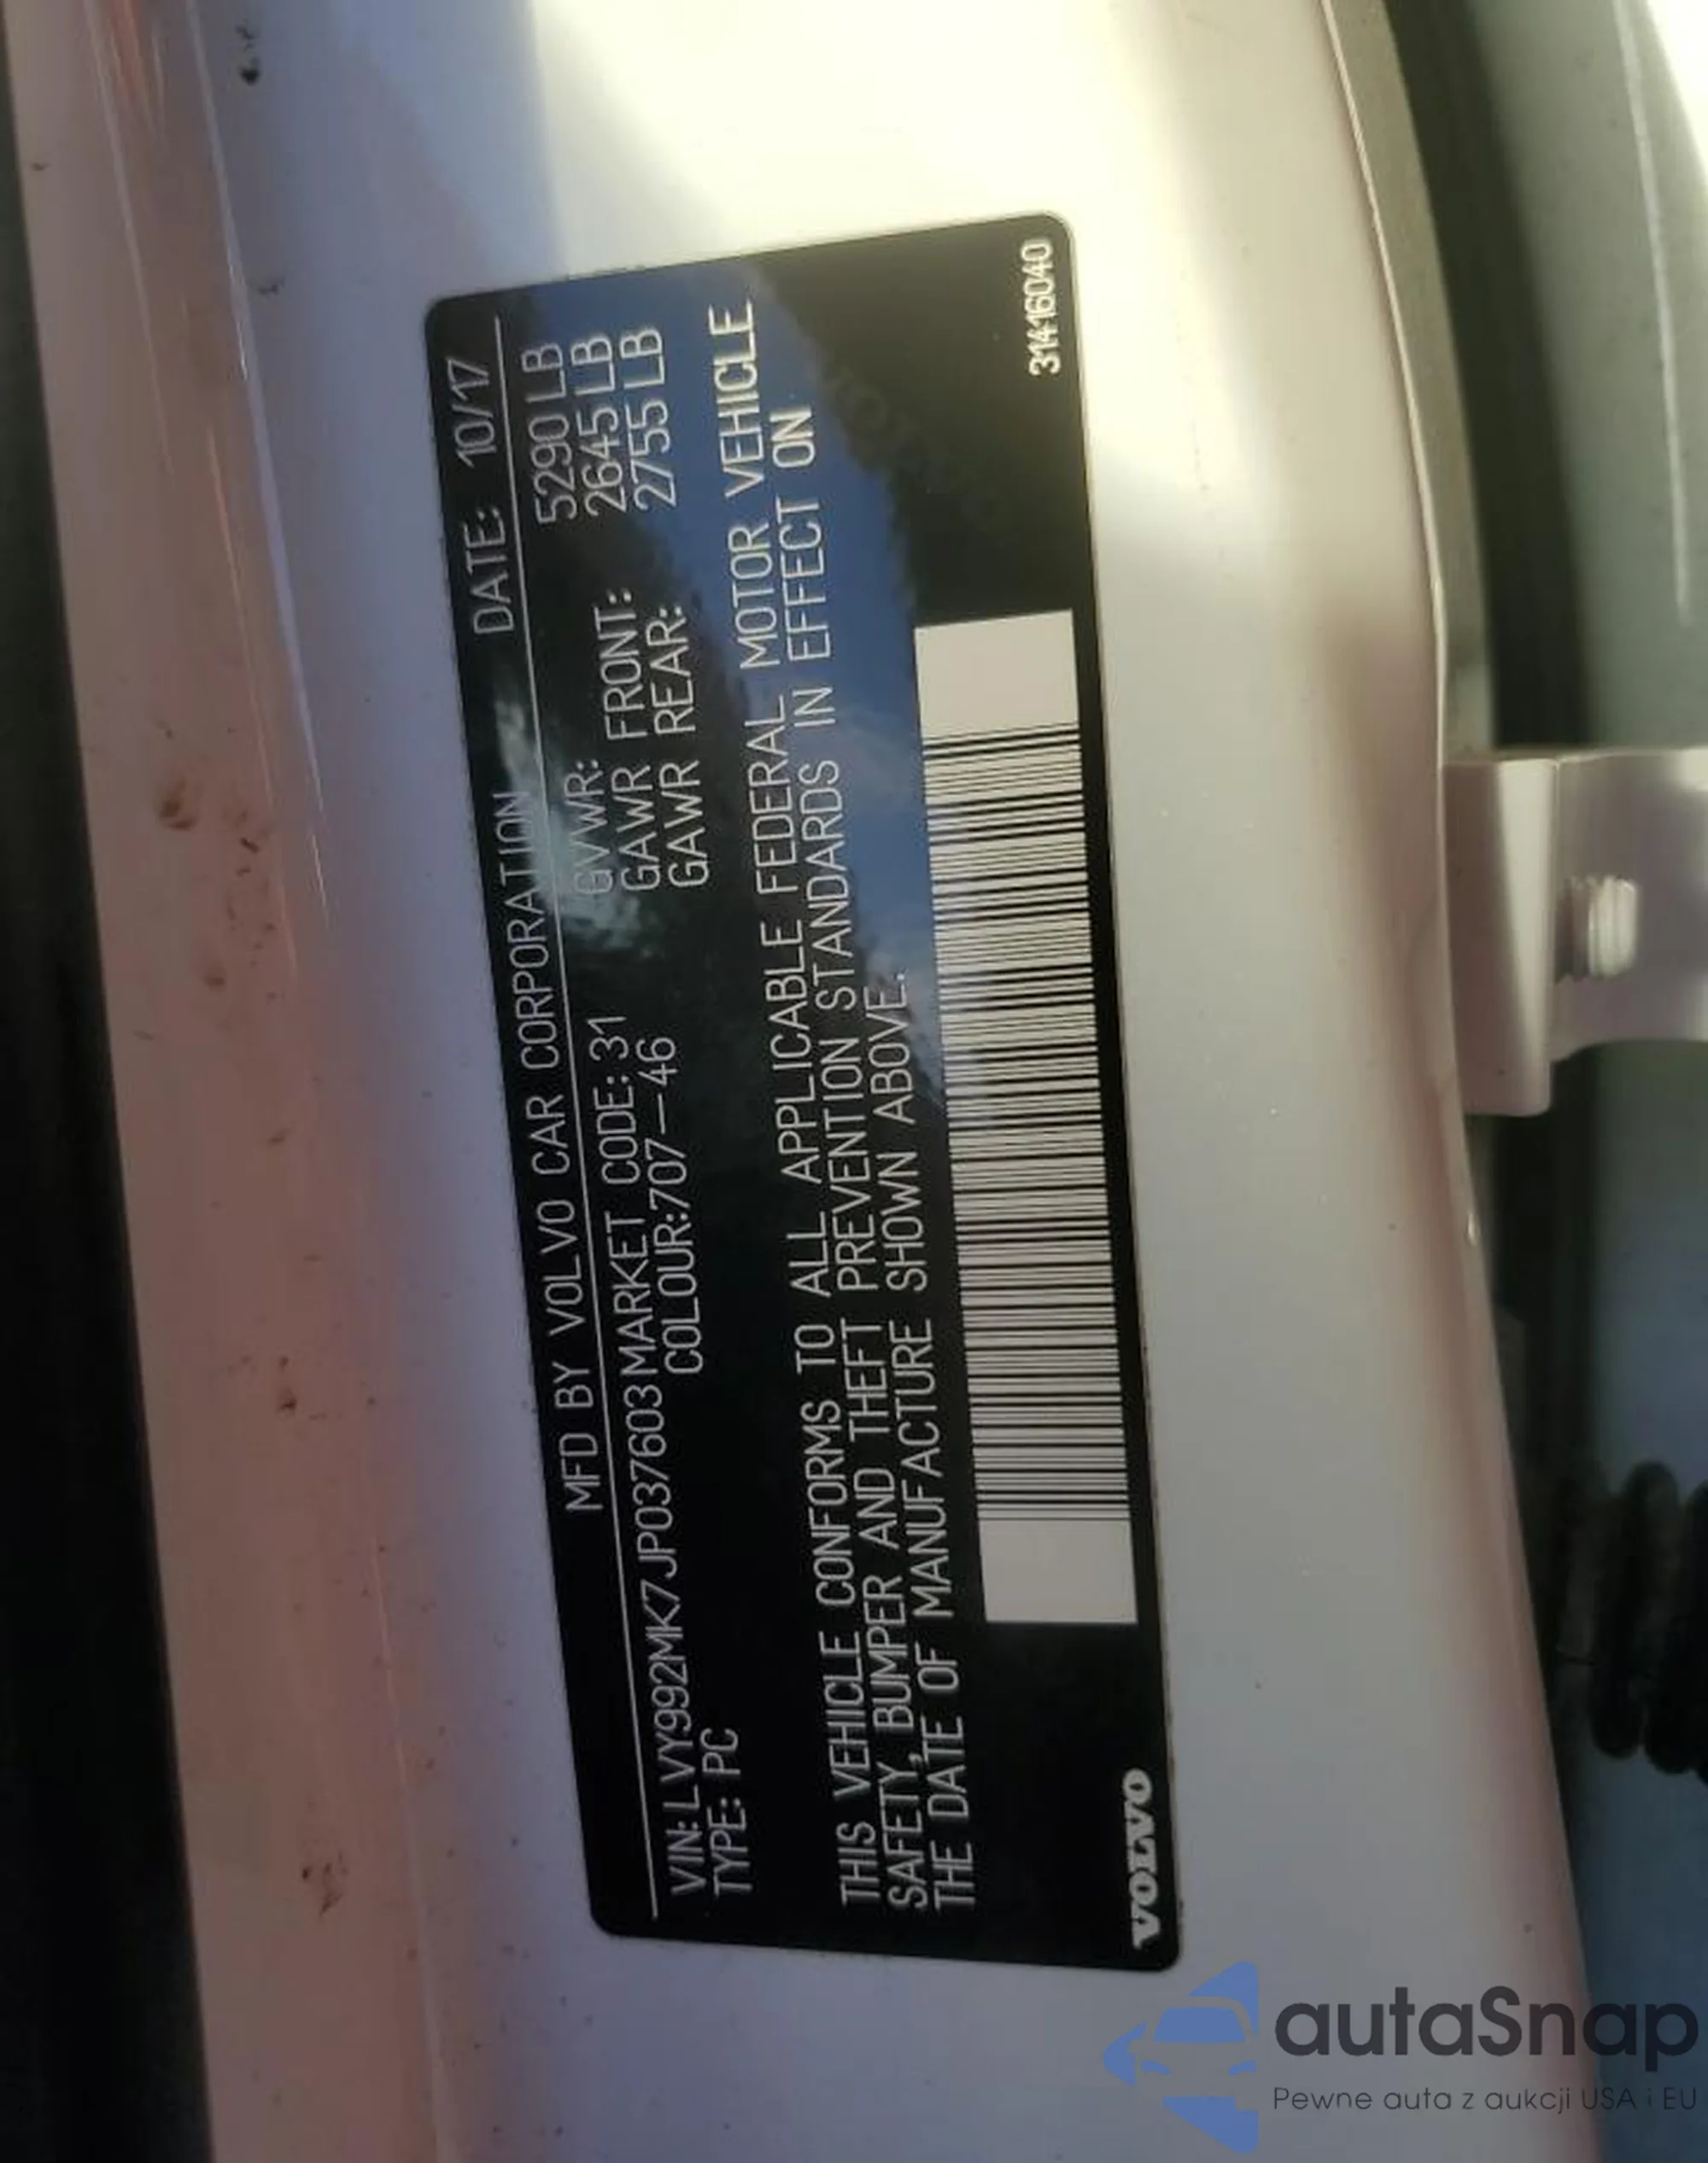 MFD BY VOLVO CAR CORPORATION DATE: 10/17
VIN: LVY992MK7JP037603 MARKET CODE: 31 GVWR: 5290 LB
TYPE: PC COLOUR: 707-46 GAWR FRONT: 2645 LB
GAWR REAR: 2755 LB
THIS VEHICLE CONFORMS TO ALL APPLICABLE FEDERAL MOTOR VEHICLE
SAFETY, BUMPER AND THEFT PREVENTION STANDARDS IN EFFECT ON
THE DATE OF MANUFACTURE SHOWN ABOVE.
VOLVO 31416040
autaSnap
Pewne auta z aukcji USA i EU